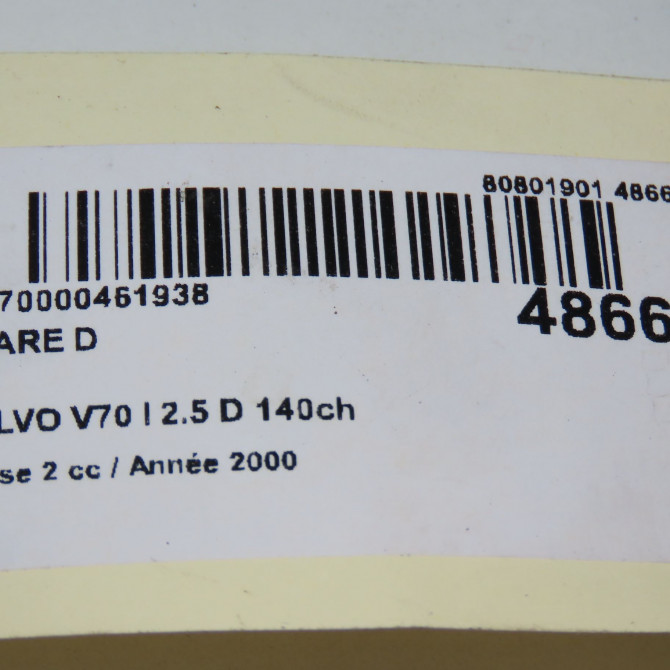 80801901 4866
70000461938
4866
ARE D
LVO V70 I 2.5 D 140ch
se 2 cc / Année 2000